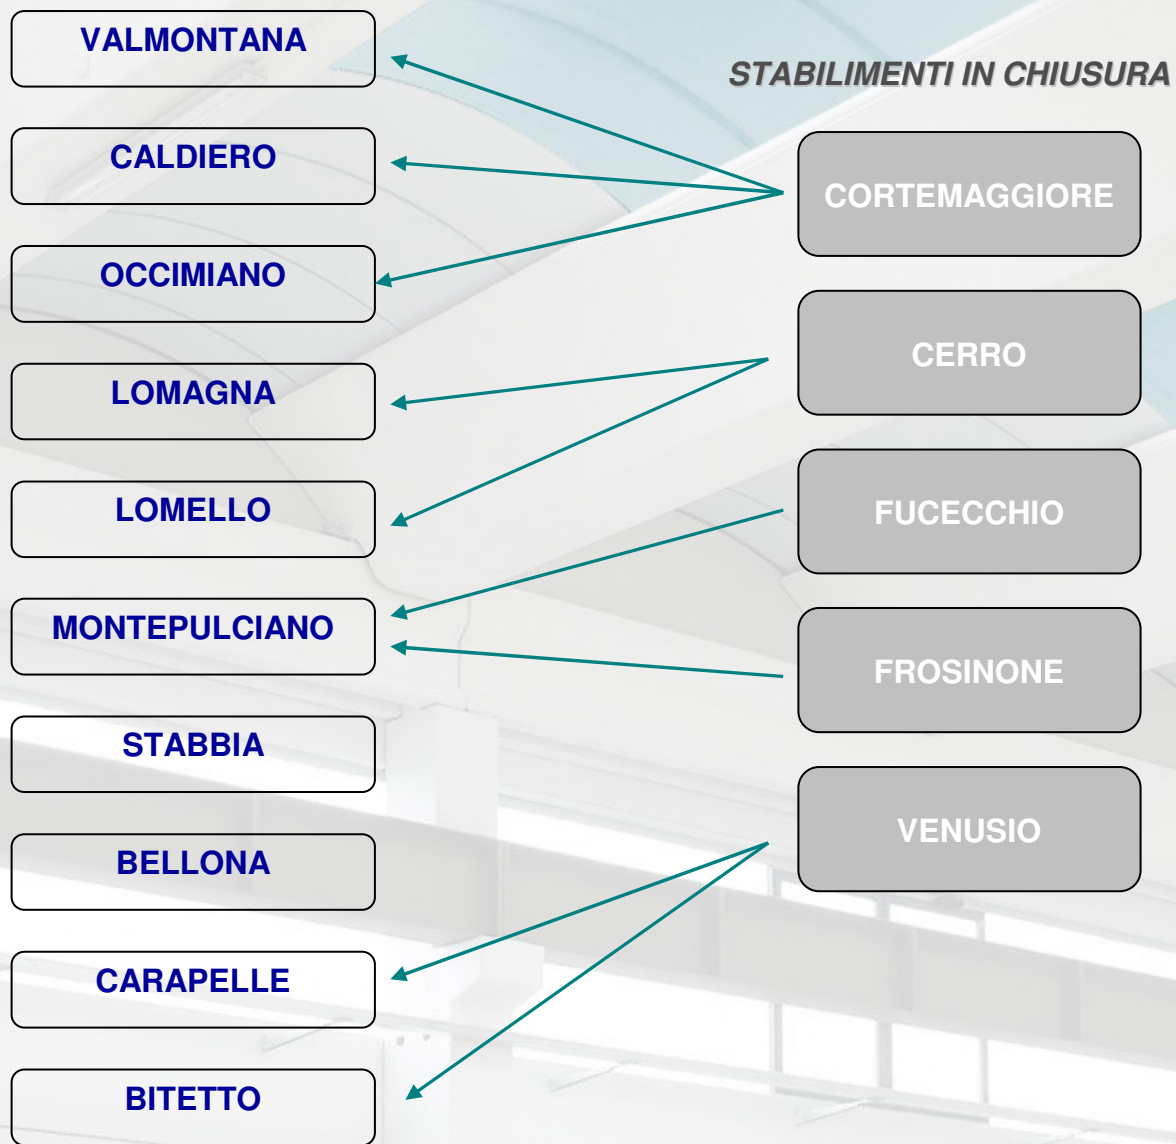 VALMONTANA
CALDIERO
OCCIMIANO
LOMAGNA
LOMELLO
MONTEPULCIANO
STABBIA
BELLONA
CARAPELLE
BITETTO
STABILIMENTI IN CHIUSURA
CORTEMAGGIORE
CERRO
FUCECCHIO
FROSINONE
VENUSIO